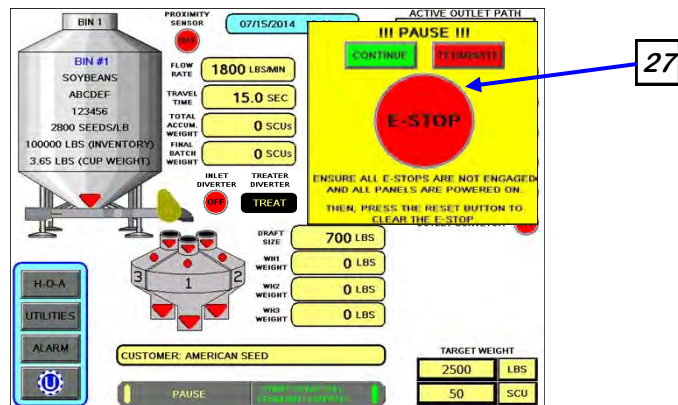 BIN 1
BIN #1
SOYBEANS
ABCDEF
123456
2800 SEEDS/LB
100000 LBS (INVENTORY)
3.65 LBS (CUP WEIGHT)
PROXIMITY
SENSOR
OFF
07/15/2014
ACTIVE OUTLET PATH
FLOW
RATE
1800 LBS/MIN
TRAVEL
TIME
15.0 SEC
TOTAL
ACCUM.
WEIGHT
0 SCUs
FINAL
BATCH
WEIGHT
0 SCUs
INLET
DIVERTER
OFF
TREATER
DIVERTER
TREAT
!!! PAUSE !!!
CONTINUE
TERMINATE
E-STOP
27
ENSURE ALL E-STOPS ARE NOT ENGAGED
AND ALL PANELS ARE POWERED ON.
THEN, PRESS THE RESET BUTTON TO
CLEAR THE E-STOP
OUTLET CONVEYOR
DRAFT
SIZE
700 LBS
WH1
WEIGHT
0 LBS
WH2
WEIGHT
0 LBS
WH3
WEIGHT
0 LBS
3
1
2
H-O-A
UTILITIES
ALARM
U
CUSTOMER: AMERICAN SEED
PAUSE
TARGET WEIGHT
2500 LBS
50 SCU